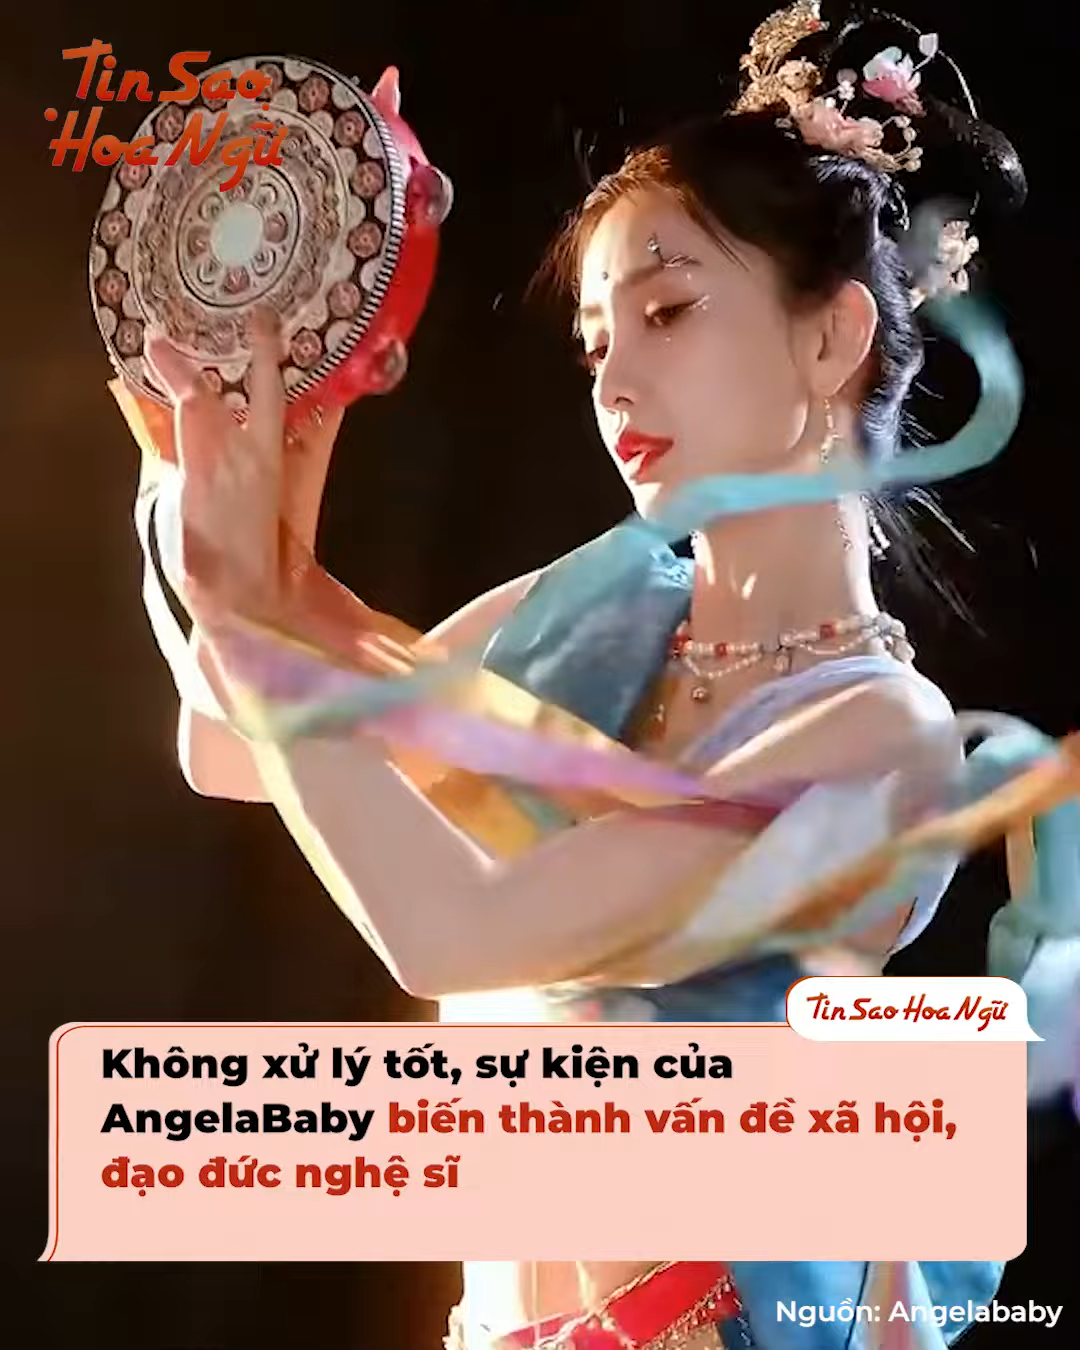 Tin Sao
Hoa Ngữ
Tin Sao Hoa Ngữ
Không xử lý tốt, sự kiện của
AngelaBaby biến thành vấn đề xã hội,
đạo đức nghệ sĩ
Nguồn: Angelababy